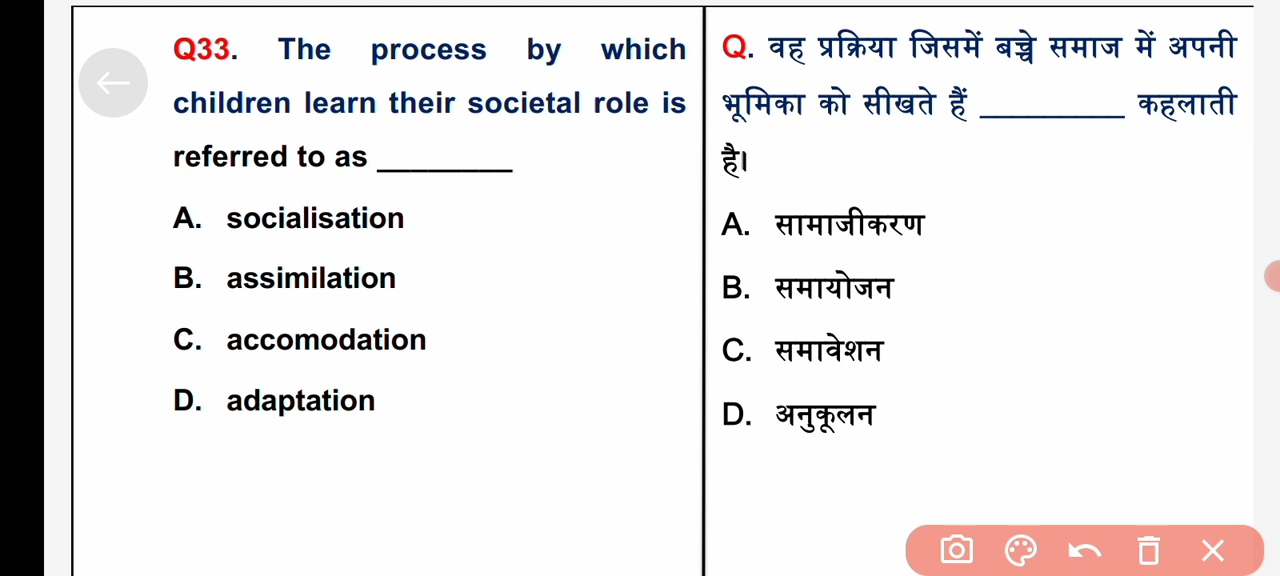 Q33. The process by which
children learn their societal role is
referred to as ________
A. socialisation
B. assimilation
C. accomodation
D. adaptation
Q. वह प्रक्रिया जिसमें बच्चे समाज में अपनी
भूमिका को सीखते हैं _________ कहलाती
है।
A. सामाजीकरण
B. समायोजन
C. समावेशन
D. अनुकूलन